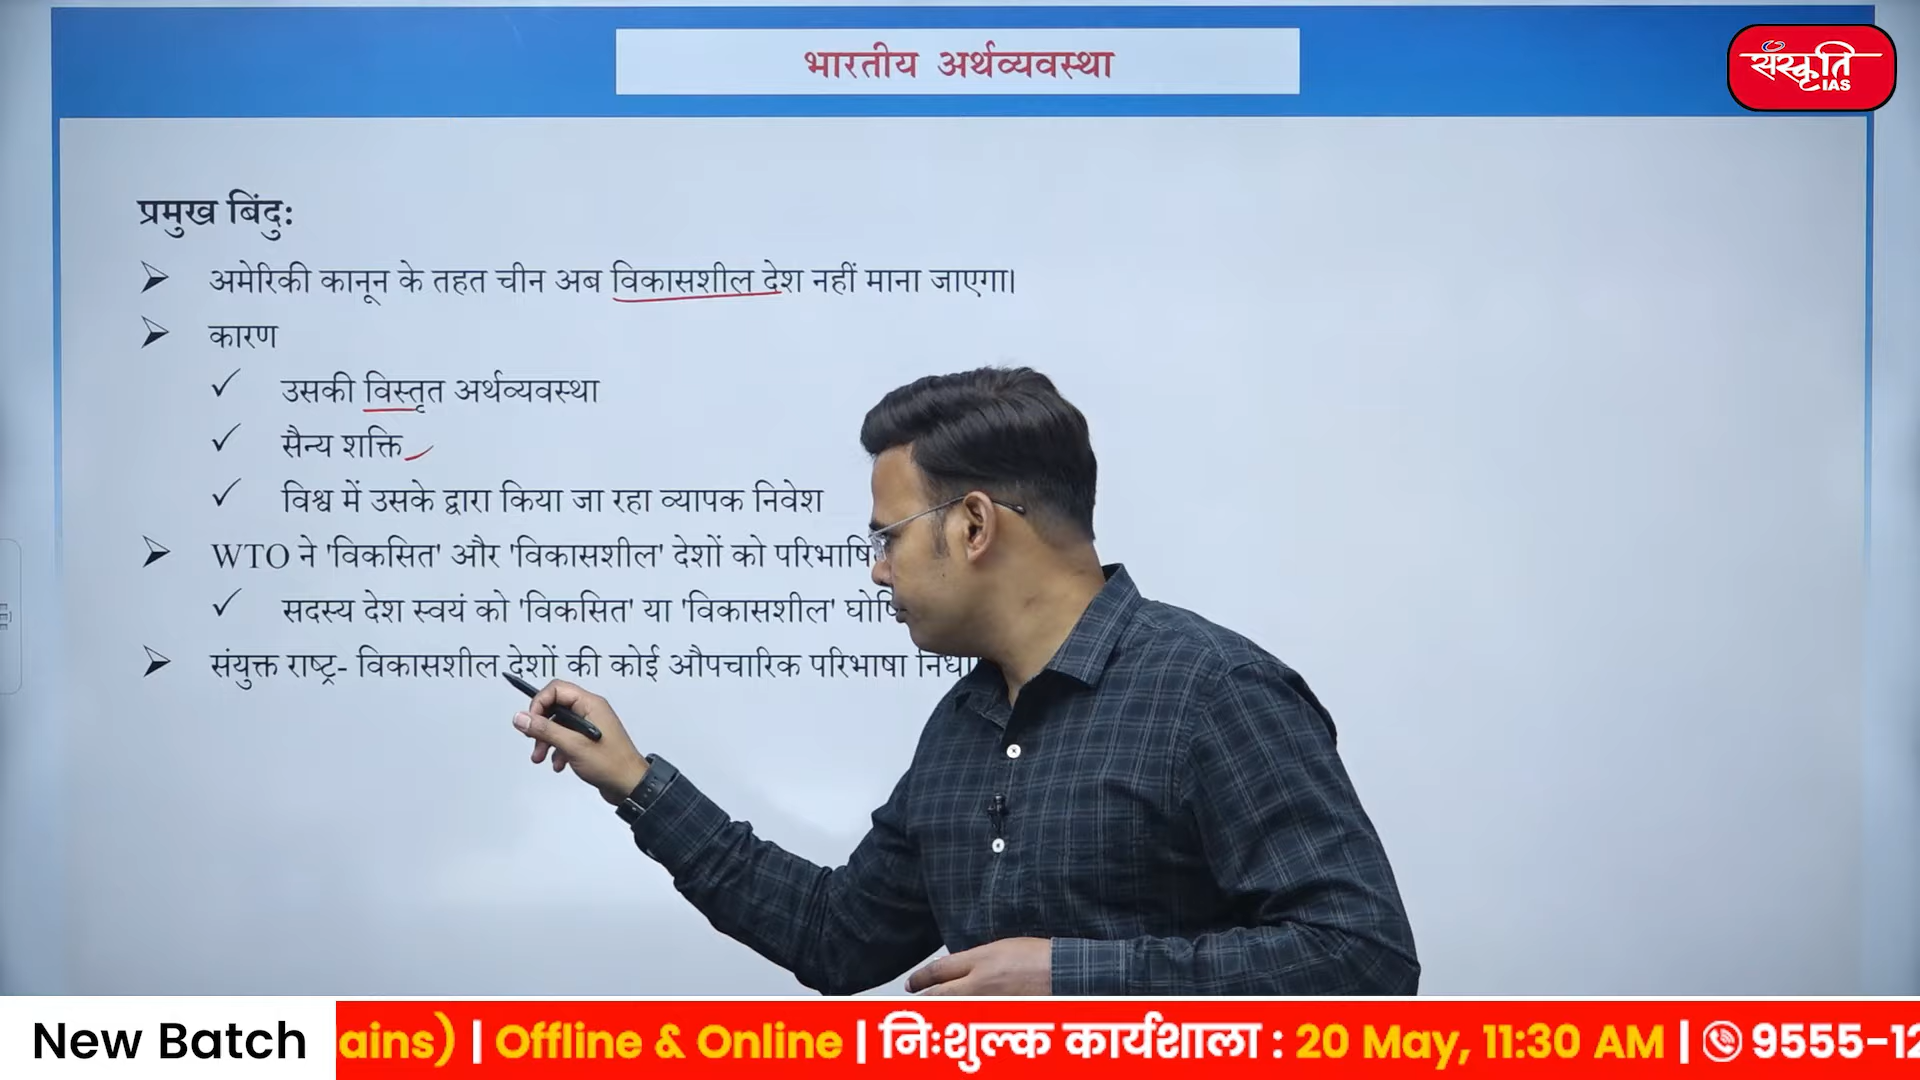 भारतीय अर्थव्यवस्था
संस्कृति
IAS
प्रमुख बिंदु:
अमेरिकी कानून के तहत चीन अब विकासशील देश नहीं माना जाएगा।
कारण
उसकी विस्तृत अर्थव्यवस्था
सैन्य शक्ति
विश्व में उसके द्वारा किया जा रहा व्यापक निवेश
WTO ने 'विकसित' और 'विकासशील' देशों को
सदस्य देश स्वयं को 'विकसित' या 'विकासशील'
संयुक्त राष्ट्र- विकासशील देशों की कोई औपचारिक परिभाषा
New Batch ains) | Offline & Online | निःशुल्क कार्यशाला : 20 May, 11:30 AM | 9555-12